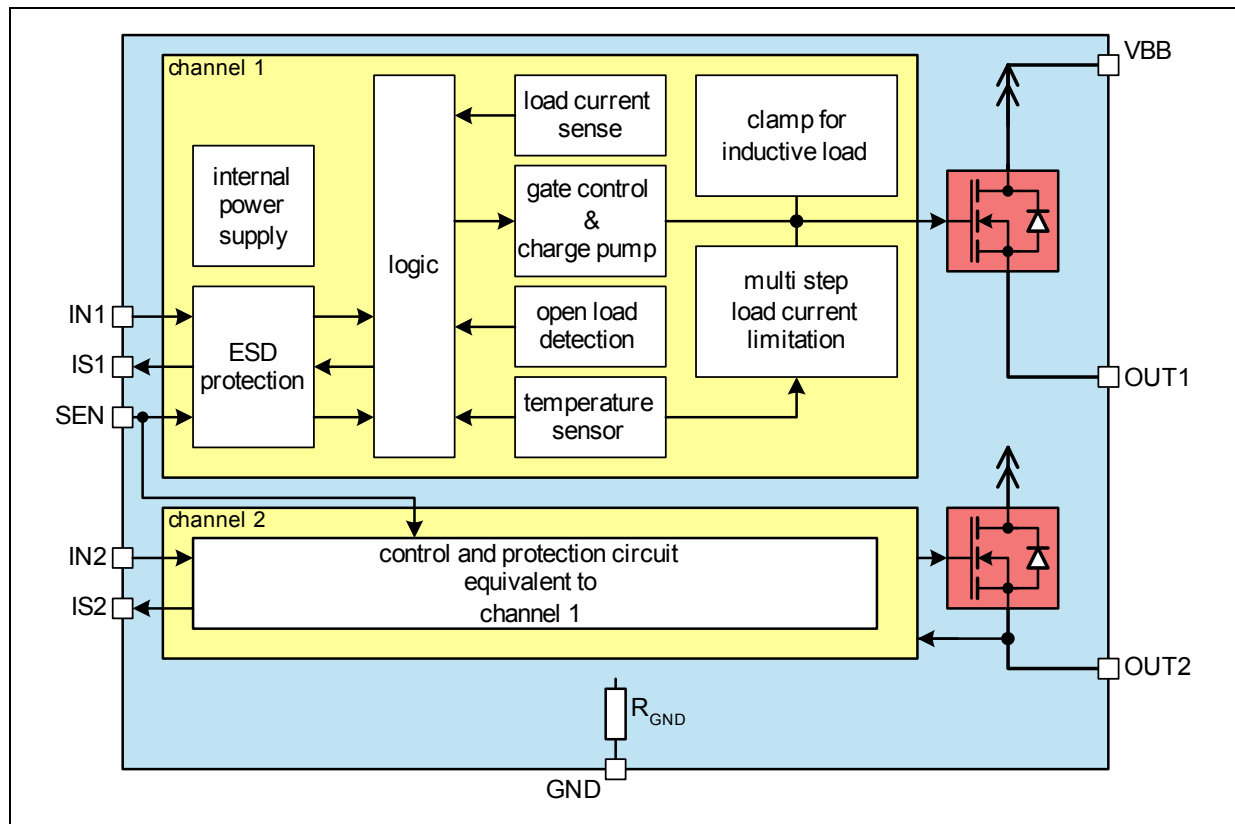 channel 1
VBB
load current
sense
clamp for
inductive load
internal
power
supply
gate control
&
charge pump
logic
multi step
load current
limitation
IN1
IS1
SEN
ESD
protection
open load
detection
temperature
sensor
OUT1
channel 2
IN2
IS2
control and protection circuit
equivalent to
channel 1
OUT2
RGND
GND